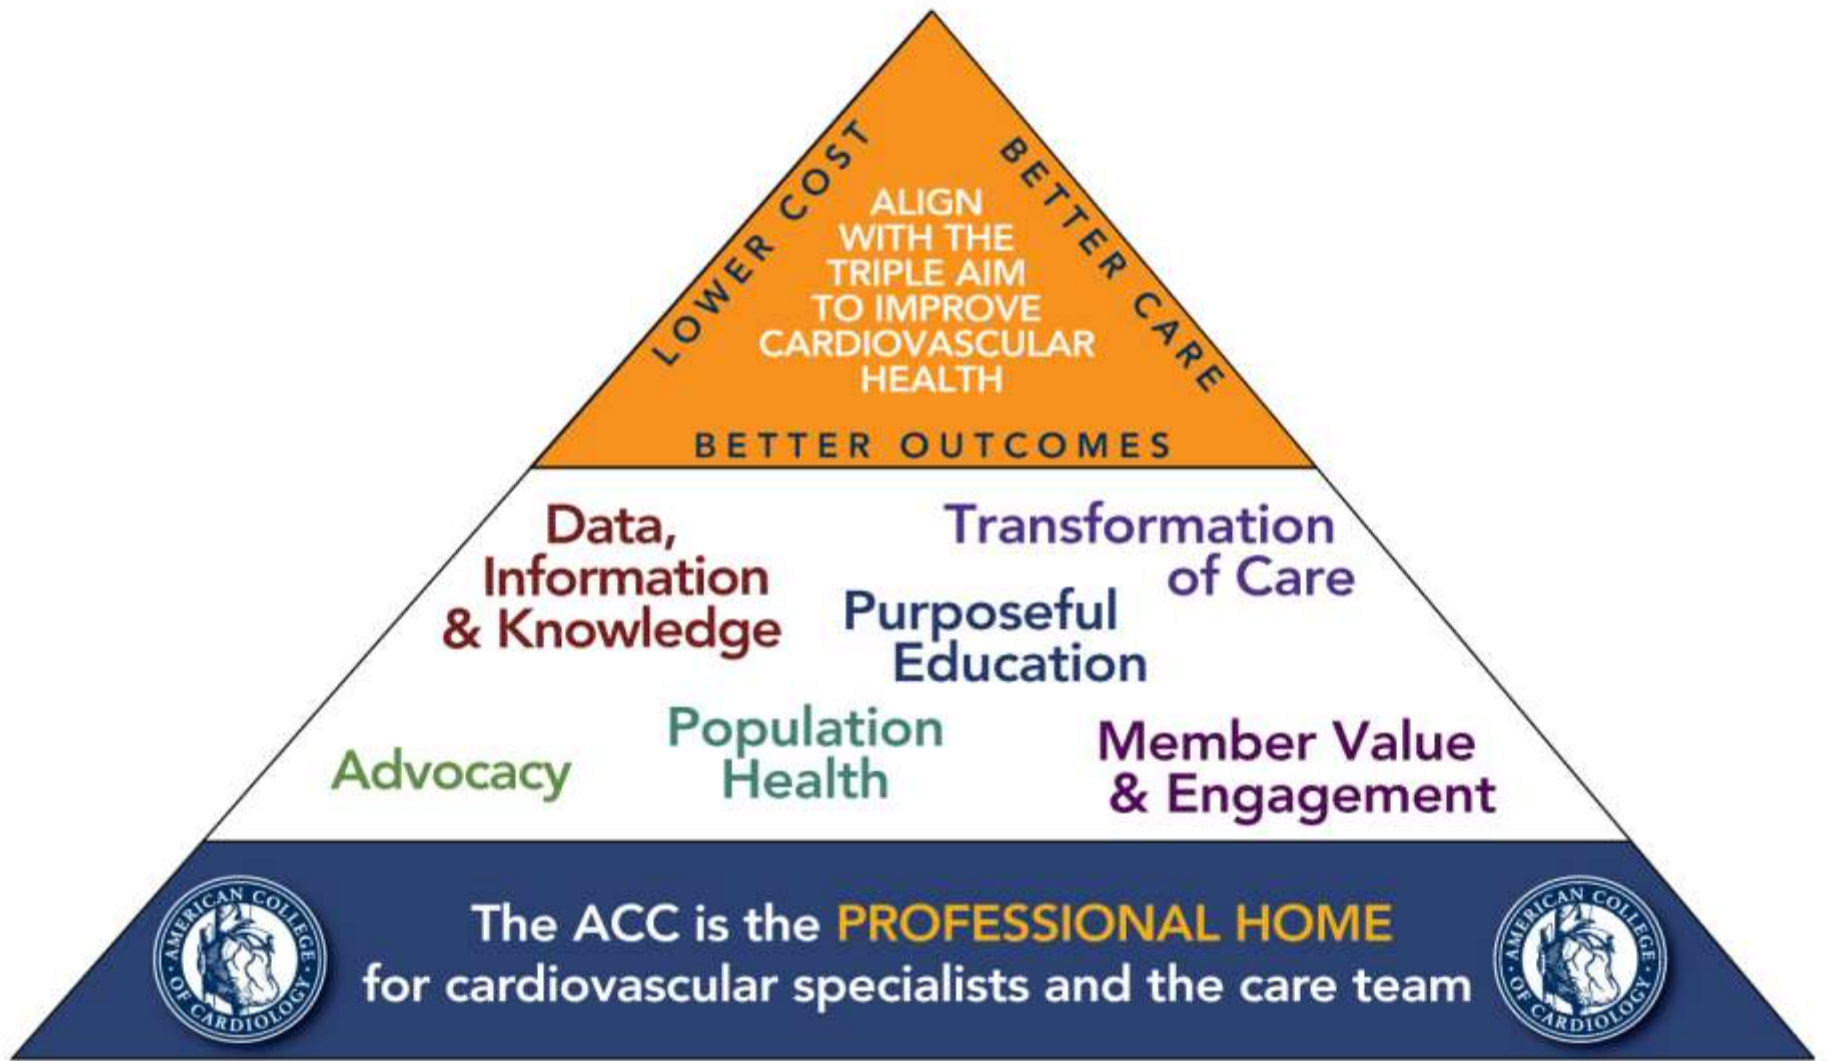 LOWER COST
BETTER CARE
ALIGN
WITH THE
TRIPLE AIM
TO IMPROVE
CARDIOVASCULAR
HEALTH
BETTER OUTCOMES
Data,
Information
& Knowledge
Transformation
of Care
Purposeful
Education
Advocacy
Population
Health
Member Value
& Engagement
AMERICAN COLLEGE
· OF CARDIOLOGY ·
The ACC is the PROFESSIONAL HOME
for cardiovascular specialists and the care team
AMERICAN COLLEGE
· OF CARDIOLOGY ·